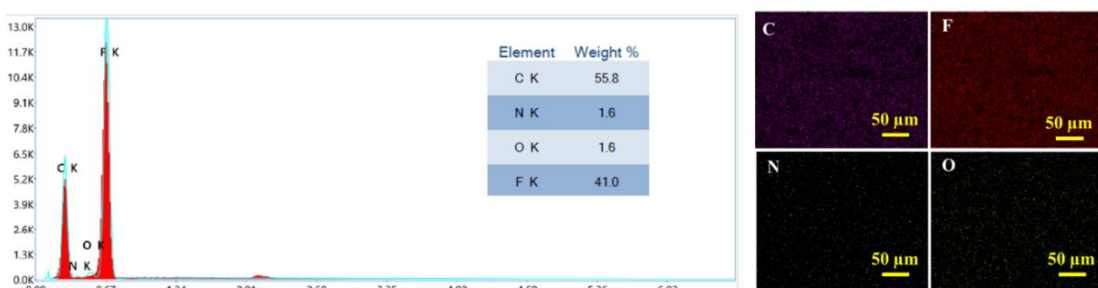 13.0K
11.7K
10.4K
9.1K
7.8K
6.5K
5.2K
3.9K
2.6K
1.3K
0.0K
F K
C K
O K
N K
Element Weight %
C K 55.8
N K 1.6
O K 1.6
F K 41.0
C
50 µm
F
50 µm
N
50 µm
O
50 µm